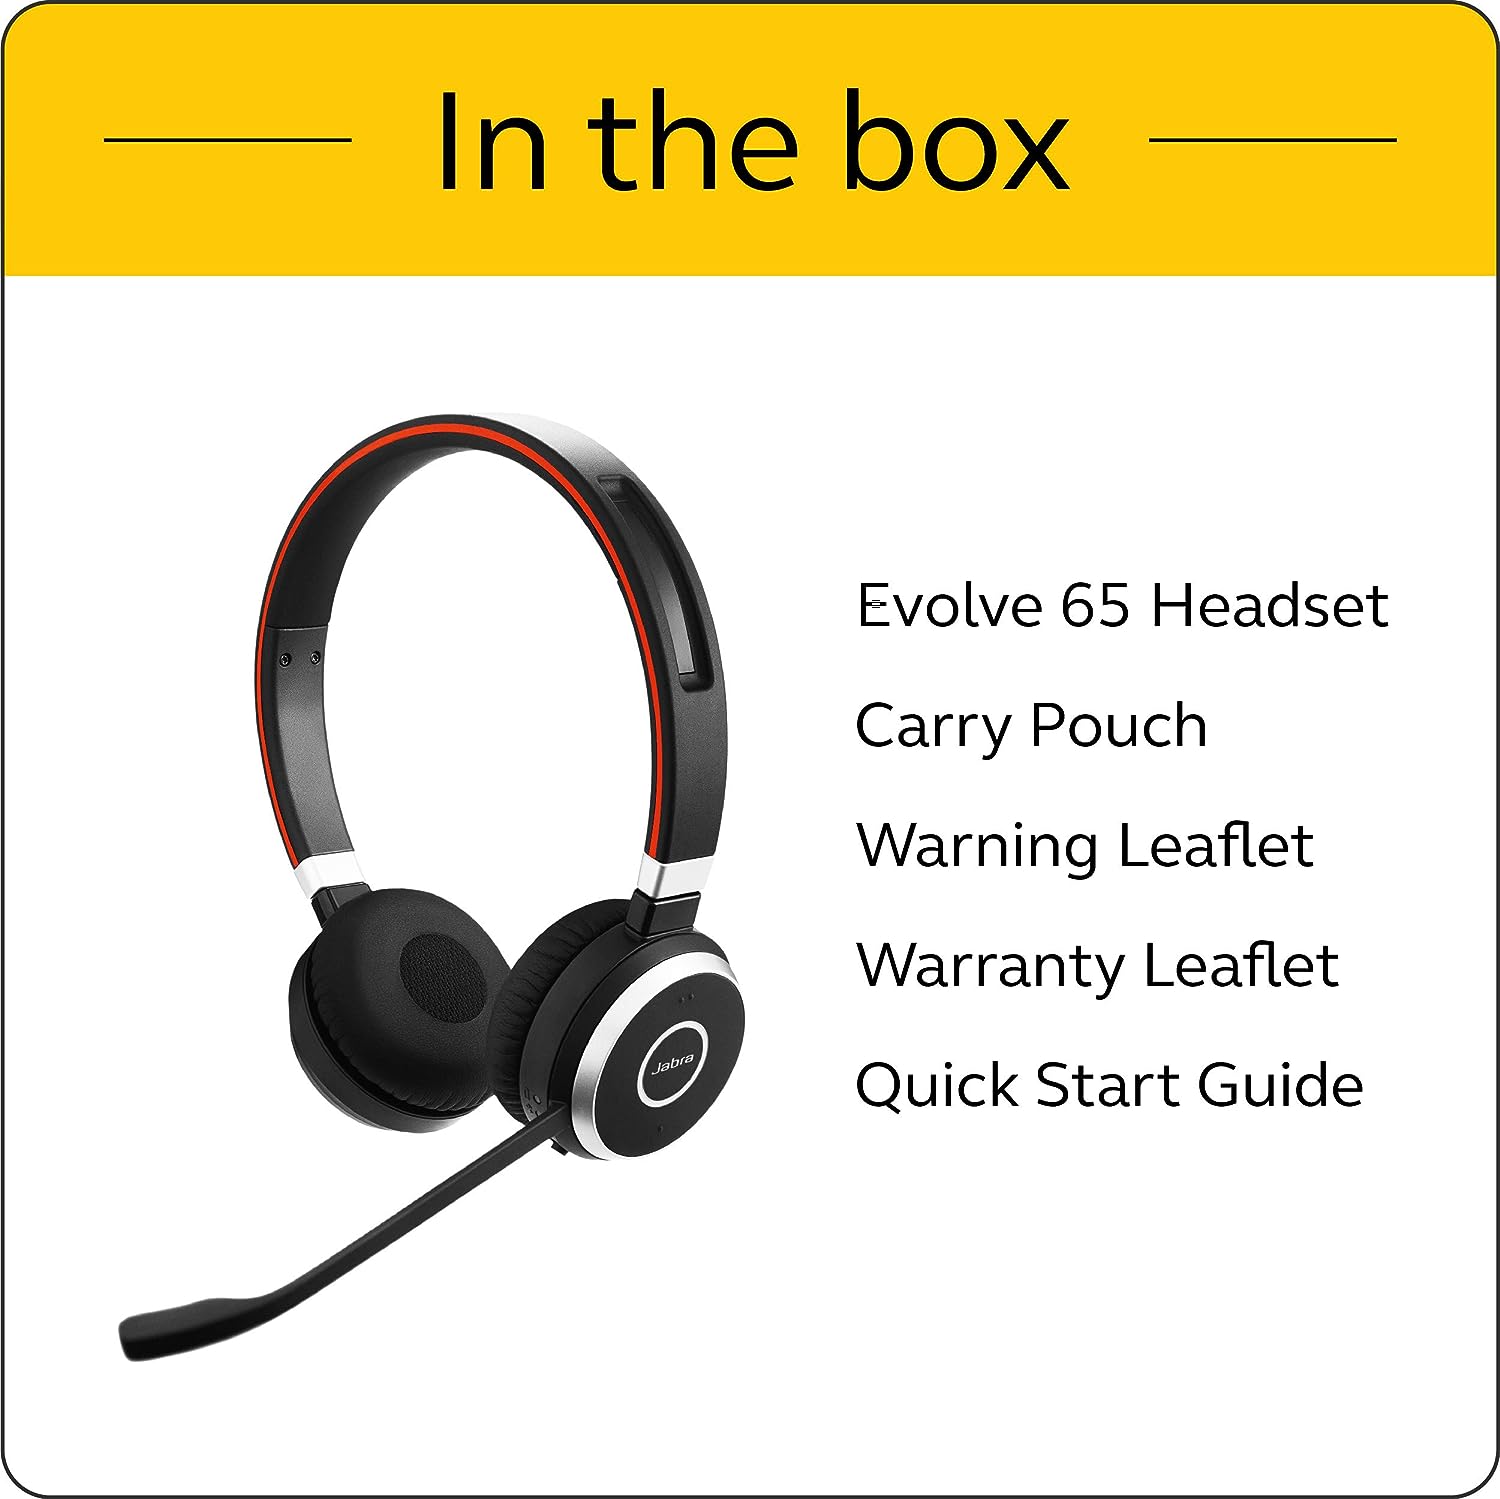 In the box
Evolve 65 Headset
Carry Pouch
Warning Leaflet
Warranty Leaflet
Quick Start Guide
Jabra